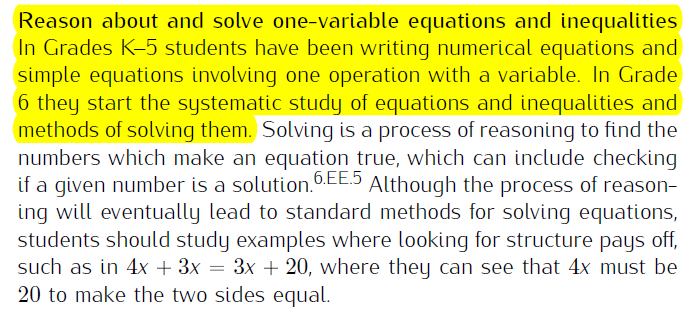 Reason about and solve one-variable equations and inequalities
In Grades K–5 students have been writing numerical equations and
simple equations involving one operation with a variable. In Grade
6 they start the systematic study of equations and inequalities and
methods of solving them. Solving is a process of reasoning to find the
numbers which make an equation true, which can include checking
if a given number is a solution.6.EE.5 Although the process of reason-
ing will eventually lead to standard methods for solving equations,
students should study examples where looking for structure pays off,
such as in 4x + 3x = 3x + 20, where they can see that 4x must be
20 to make the two sides equal.